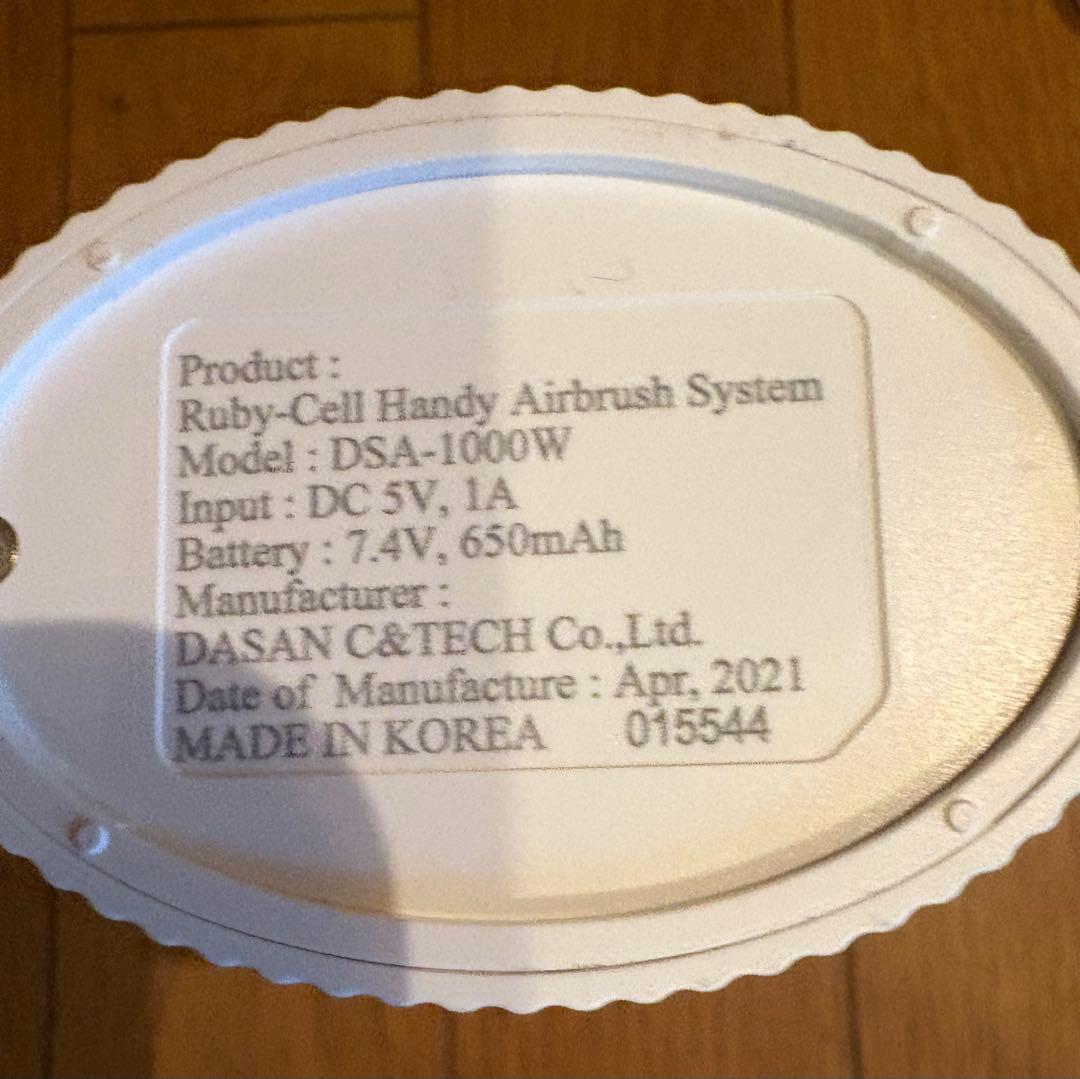 Product :
Ruby-Cell Handy Airbrush System
Model : DSA-1000W
Input : DC 5V, 1A
Battery : 7.4V, 650mAh
Manufacturer :
DASAN C&TECH Co.,Ltd.
Date of Manufacture : Apr, 2021
MADE IN KOREA 015544